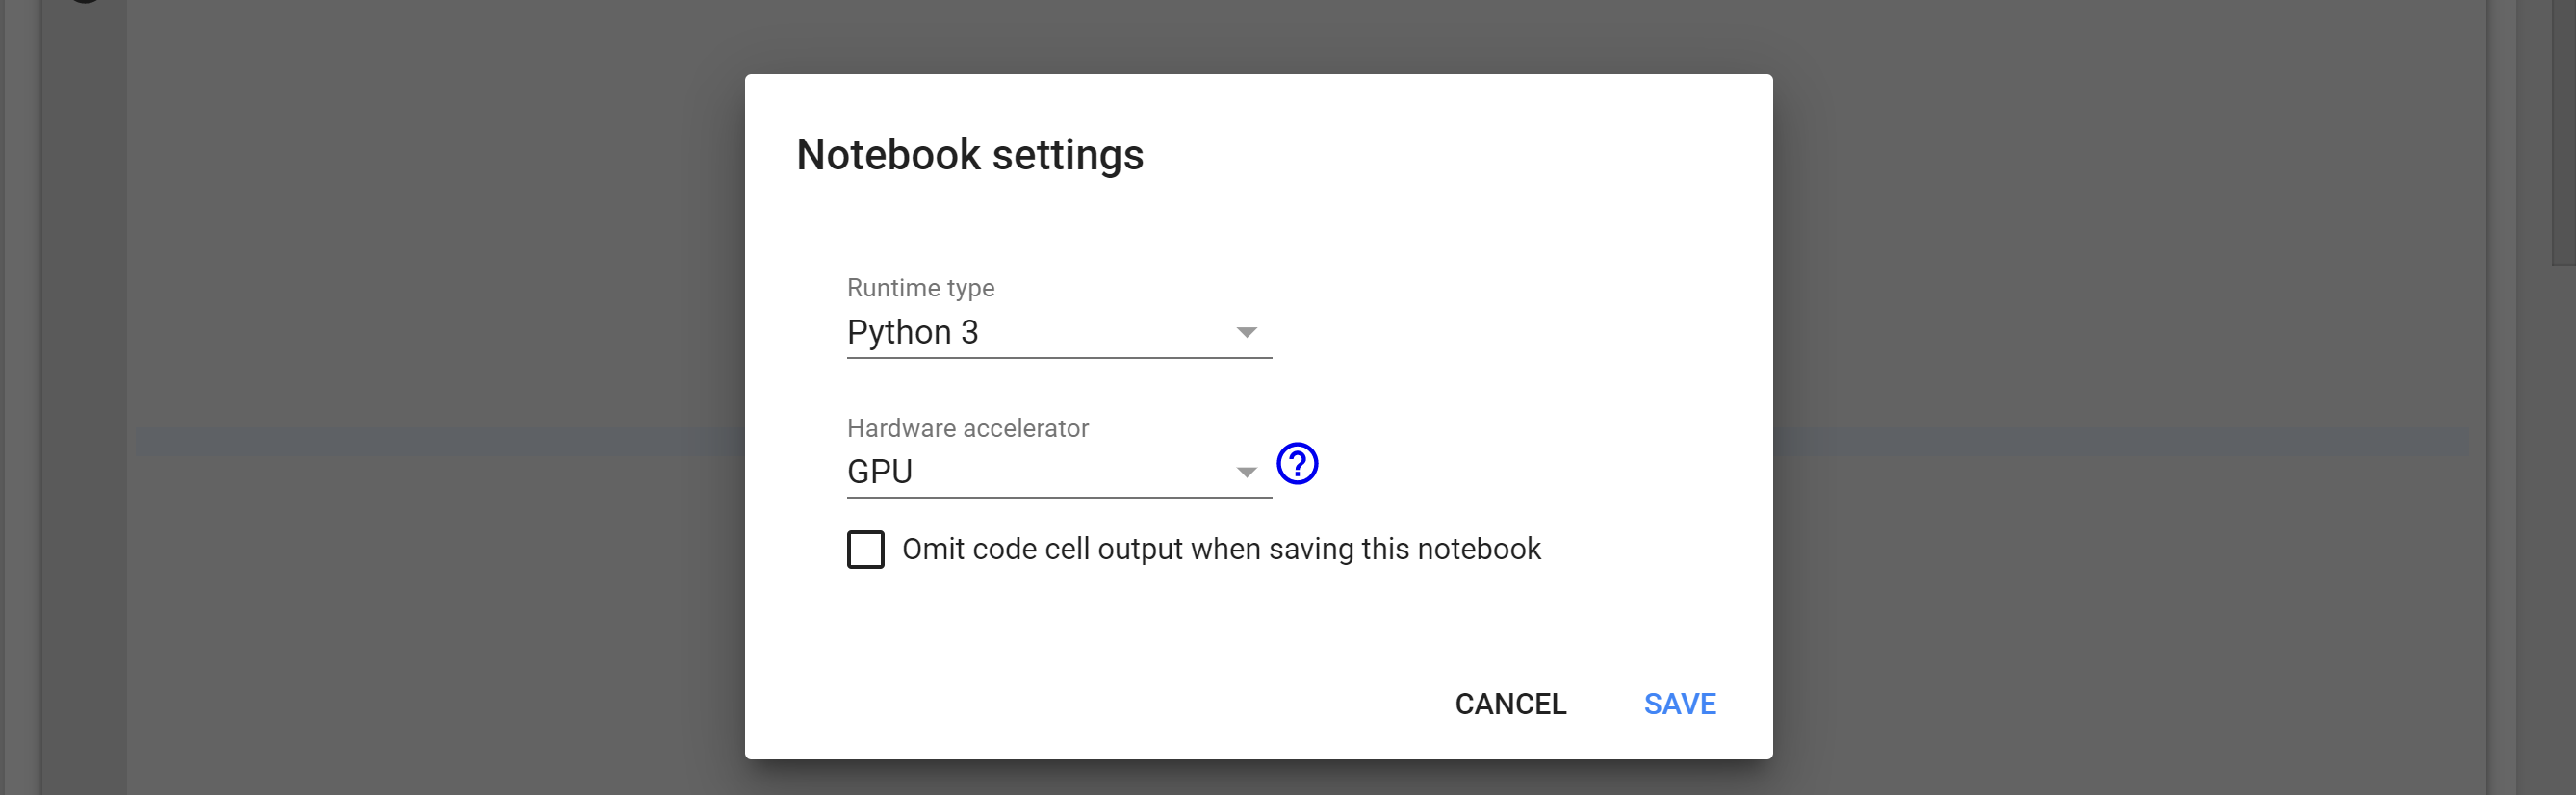 Notebook settings
Runtime type
Python 3
Hardware accelerator
GPU
?
Omit code cell output when saving this notebook
CANCEL SAVE